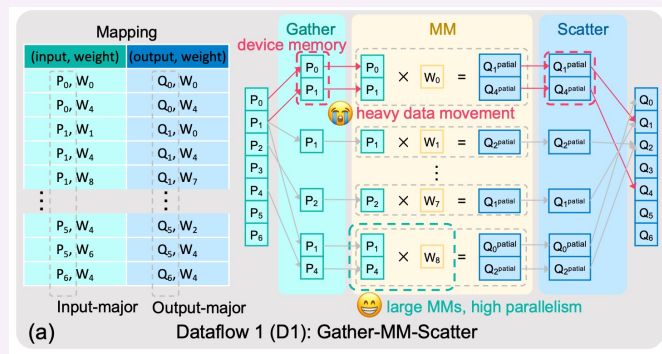 Mapping
(input, weight) (output, weight)
P0, W0 Q0, W0
P0, W4 Q0, W4
P1, W1 Q1, W0
P1, W4 Q1, W4
P1, W8 Q1, W7
⋮ ⋮
P5, W4 Q5, W2
P5, W6 Q5, W4
P6, W4 Q6, W4
Input-major Output-major
Gather MM Scatter
device memory
P0
P1
P2
P3
P4
P5
P6
P0 P0 × W0 = Q1patial Q1patial
P1 P1 Q4patial Q4patial
heavy data movement
P1 P1 × W1 = Q2patial Q2patial
⋮
P2 P2 × W7 = Q1patial Q1patial
P1 P1 × W8 = Q0patial Q0patial
P4 P4 Q2patial Q2patial
large MMs, high parallelism
Q0
Q1
Q2
Q3
Q4
Q5
Q6
(a) Dataflow 1 (D1): Gather-MM-Scatter